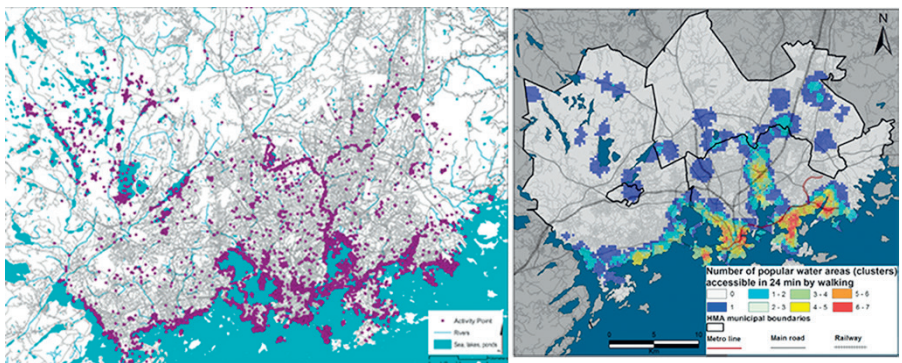 Activity Point
Rivers
Sea, lakes, ponds
N
Number of popular water areas (clusters)
accessible in 24 min by walking
0 1 - 2 3 - 4 5 - 6
1 2 - 3 4 - 5 6 - 7
HMA municipal boundaries
Metro line Main road Railway
0 5 10
Km